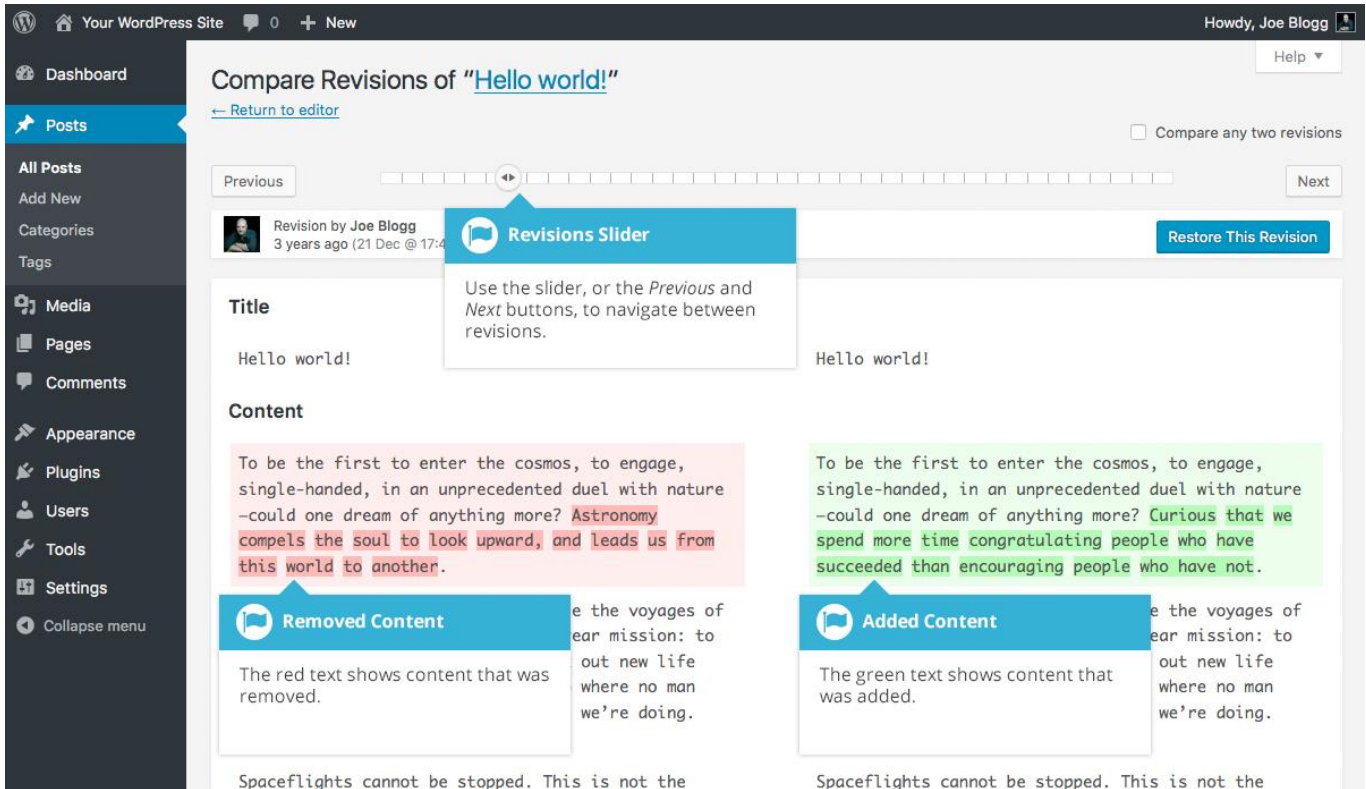 Your WordPress Site 0 + New Howdy, Joe Blogg
Help ▼
Dashboard
Posts
All Posts
Add New
Categories
Tags
Media
Pages
Comments
Appearance
Plugins
Users
Tools
Settings
Collapse menu
Compare Revisions of “Hello world!”
← Return to editor
Compare any two revisions
Previous
Next
Revision by Joe Blogg
3 years ago (21 Dec @ 17:4
Restore This Revision
Revisions Slider
Use the slider, or the Previous and
Next buttons, to navigate between
revisions.
Title
Hello world! Hello world!
Content
To be the first to enter the cosmos, to engage,
single-handed, in an unprecedented duel with nature
—could one dream of anything more? Astronomy
compels the soul to look upward, and leads us from
this world to another.
Removed Content
The red text shows content that was
removed.
e the voyages of
ear mission: to
out new life
where no man
we’re doing.
Spaceflights cannot be stopped. This is not the
To be the first to enter the cosmos, to engage,
single-handed, in an unprecedented duel with nature
—could one dream of anything more? Curious that we
spend more time congratulating people who have
succeeded than encouraging people who have not.
Added Content
The green text shows content that
was added.
e the voyages of
ear mission: to
out new life
where no man
we’re doing.
Spaceflights cannot be stopped. This is not the